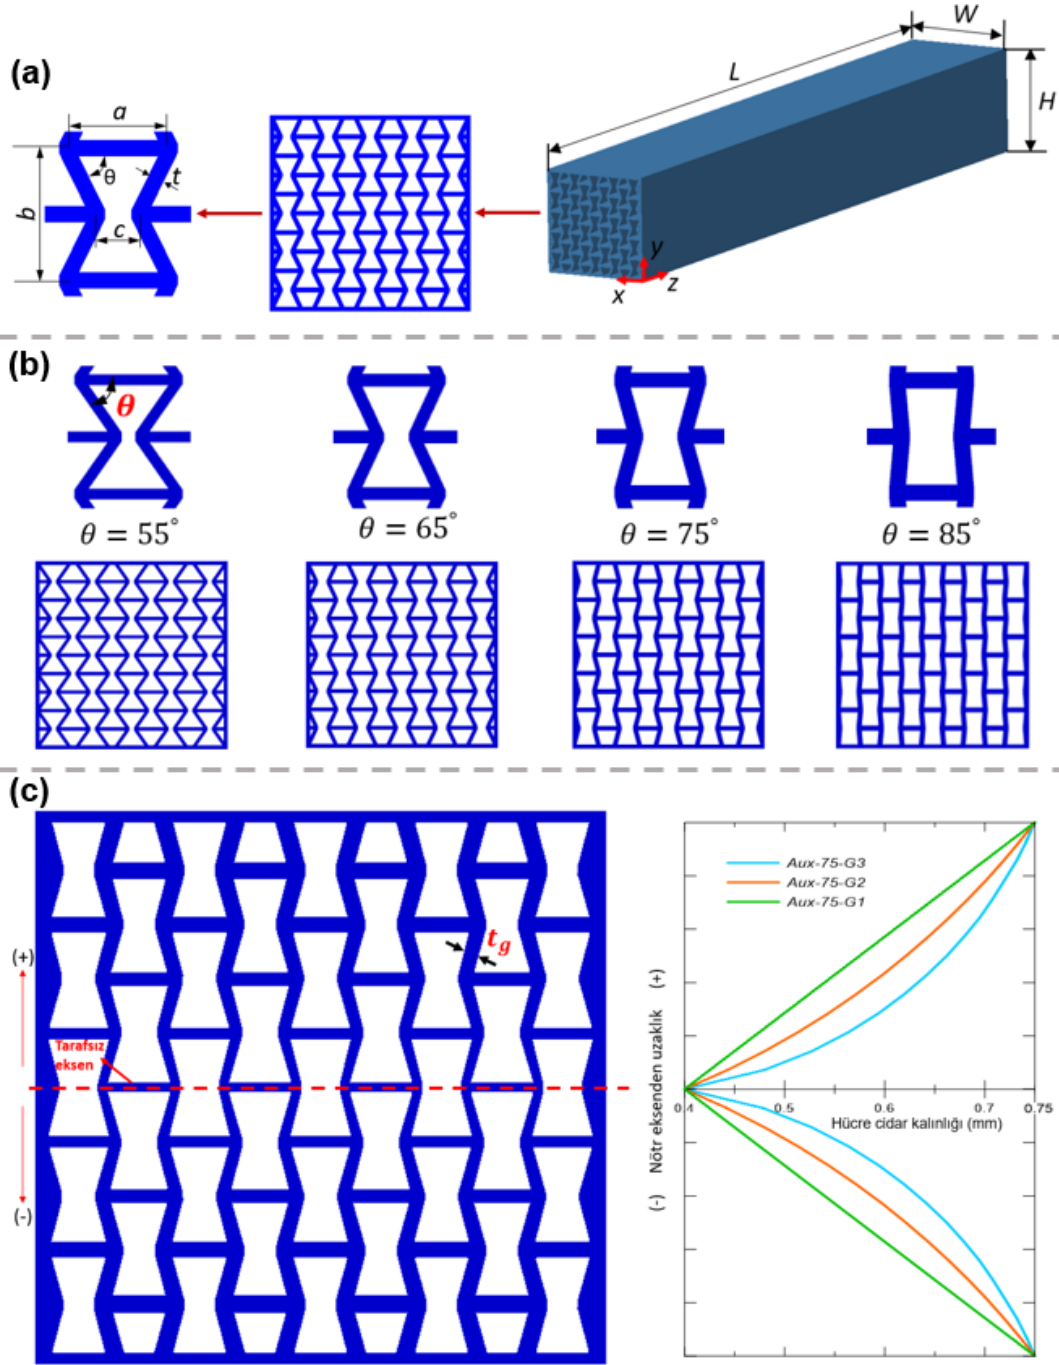 (a)
a
b
c
θ
t
L
W
H
y
x
z
(b)
θ
θ = 55°
θ = 65°
θ = 75°
θ = 85°
(c)
(+)
(-)
Tarafsız
eksen
t_g
Aux-75-G3
Aux-75-G2
Aux-75-G1
Nötr eksenden uzaklık
(+)
(-)
0.4
0.5
0.6
0.7
0.75
Hücre cidar kalınlığı (mm)